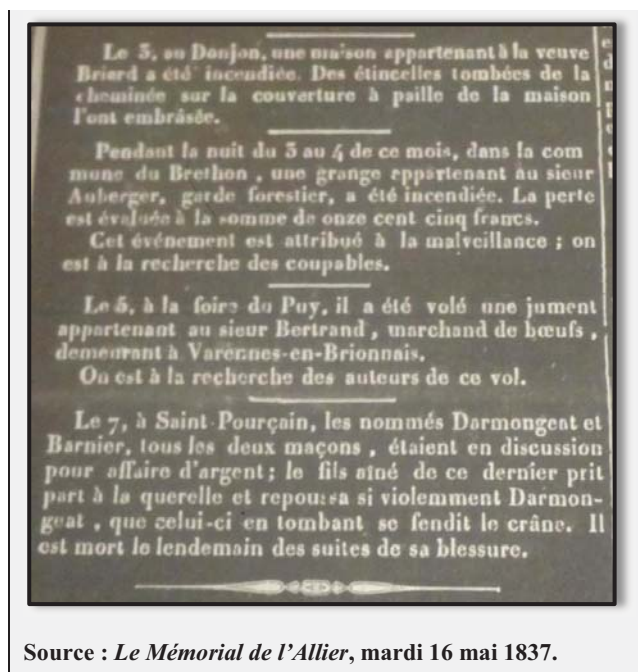 Le 3, au Donjon, une maison appartenant à la veuve
Briard a été incendiée. Des étincelles tombées de la
cheminée sur la couverture à paille de la maison
l'ont embrâsée.
Pendant la nuit du 3 au 4 de ce mois, dans la com
mune du Brethon, une grange appartenant au sieur
Auberger, garde forestier, a été incendiée. La perte
est évaluée à la somme de onze cent cinq francs.
Cet événement est attribué à la malveillance ; on
est à la recherche des coupables.
Le 5, à la foire du Puy, il a été volé une jument
appartenant au sieur Bertrand, marchand de bœufs,
demeurant à Varennes-en-Brionnais.
On est à la recherche des auteurs de ce vol.
Le 7, à Saint-Pourçain, les nommés Darmongeat et
Barnier, tous les deux maçons, étaient en discussion
pour affaire d'argent ; le fils aîné de ce dernier prit
part à la querelle et repoussa si violemment Darmon-
geat, que celui-ci en tombant se fendit le crâne. Il
est mort le lendemain des suites de sa blessure.
Source : Le Mémorial de l'Allier, mardi 16 mai 1837.